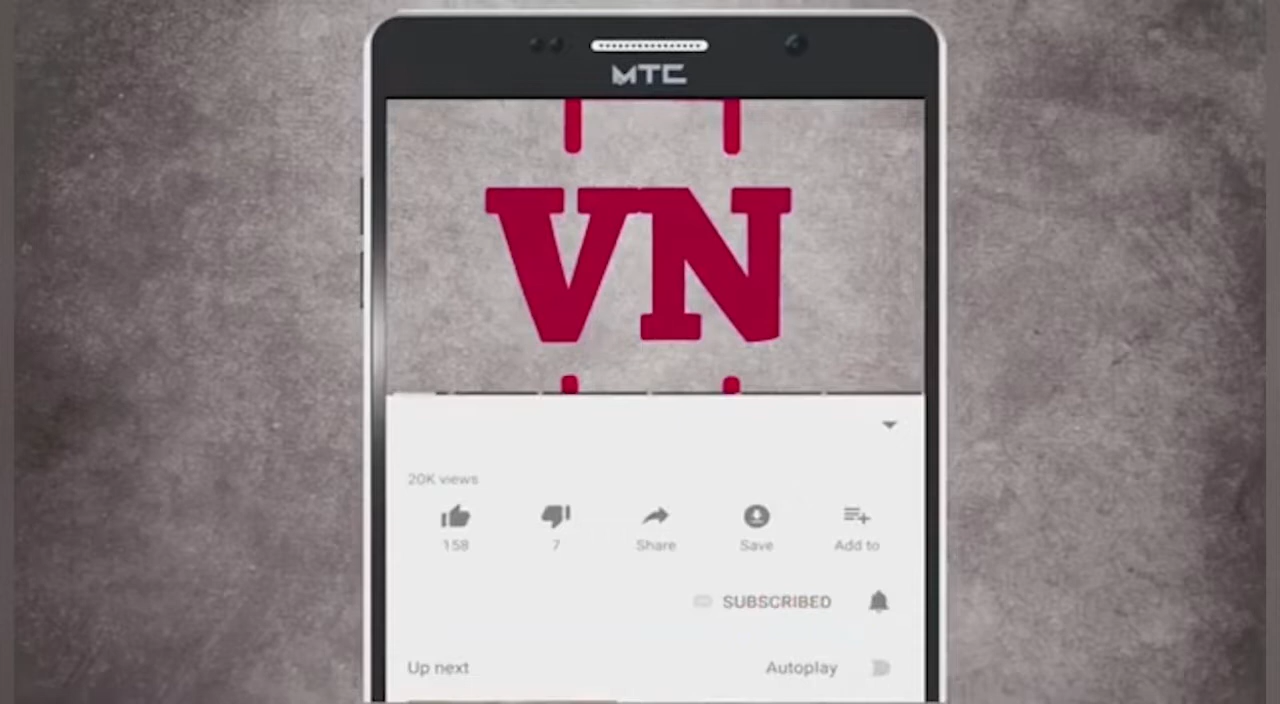 MTC
VN
20K views
158 7 Share Save Add to
SUBSCRIBED
Up next Autoplay